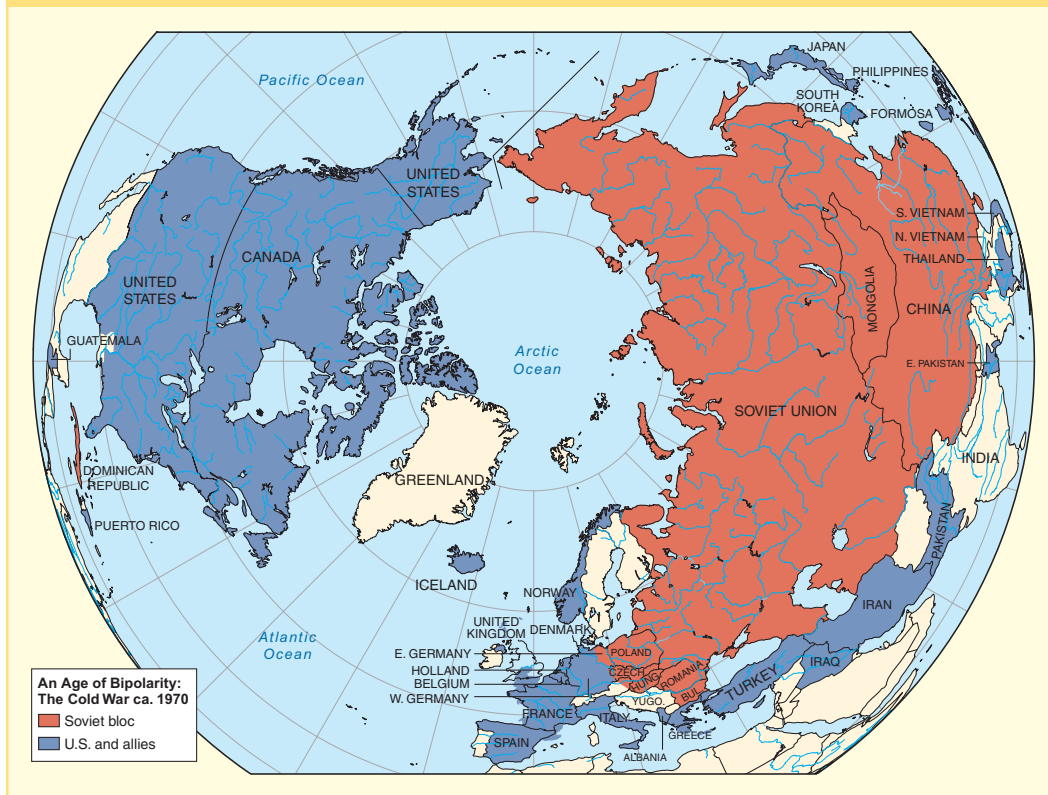 Pacific Ocean
JAPAN
PHILIPPINES
SOUTH
KOREA
FORMOSA
UNITED
STATES
CANADA
UNITED
STATES
S. VIETNAM
N. VIETNAM
THAILAND
MONGOLIA
CHINA
GUATEMALA
Arctic
Ocean
E. PAKISTAN
SOVIET UNION
INDIA
DOMINICAN
REPUBLIC
GREENLAND
PUERTO RICO
PAKISTAN
ICELAND
NORWAY
IRAN
UNITED
KINGDOM
DENMARK
Atlantic
Ocean
E. GERMANY
POLAND
HOLLAND
CZECH.
IRAQ
BELGIUM
HUNG.
ROMANIA
TURKEY
W. GERMANY
YUGO.
BUL.
FRANCE
ITALY
GREECE
SPAIN
ALBANIA
An Age of Bipolarity:
The Cold War ca. 1970
Soviet bloc
U.S. and allies